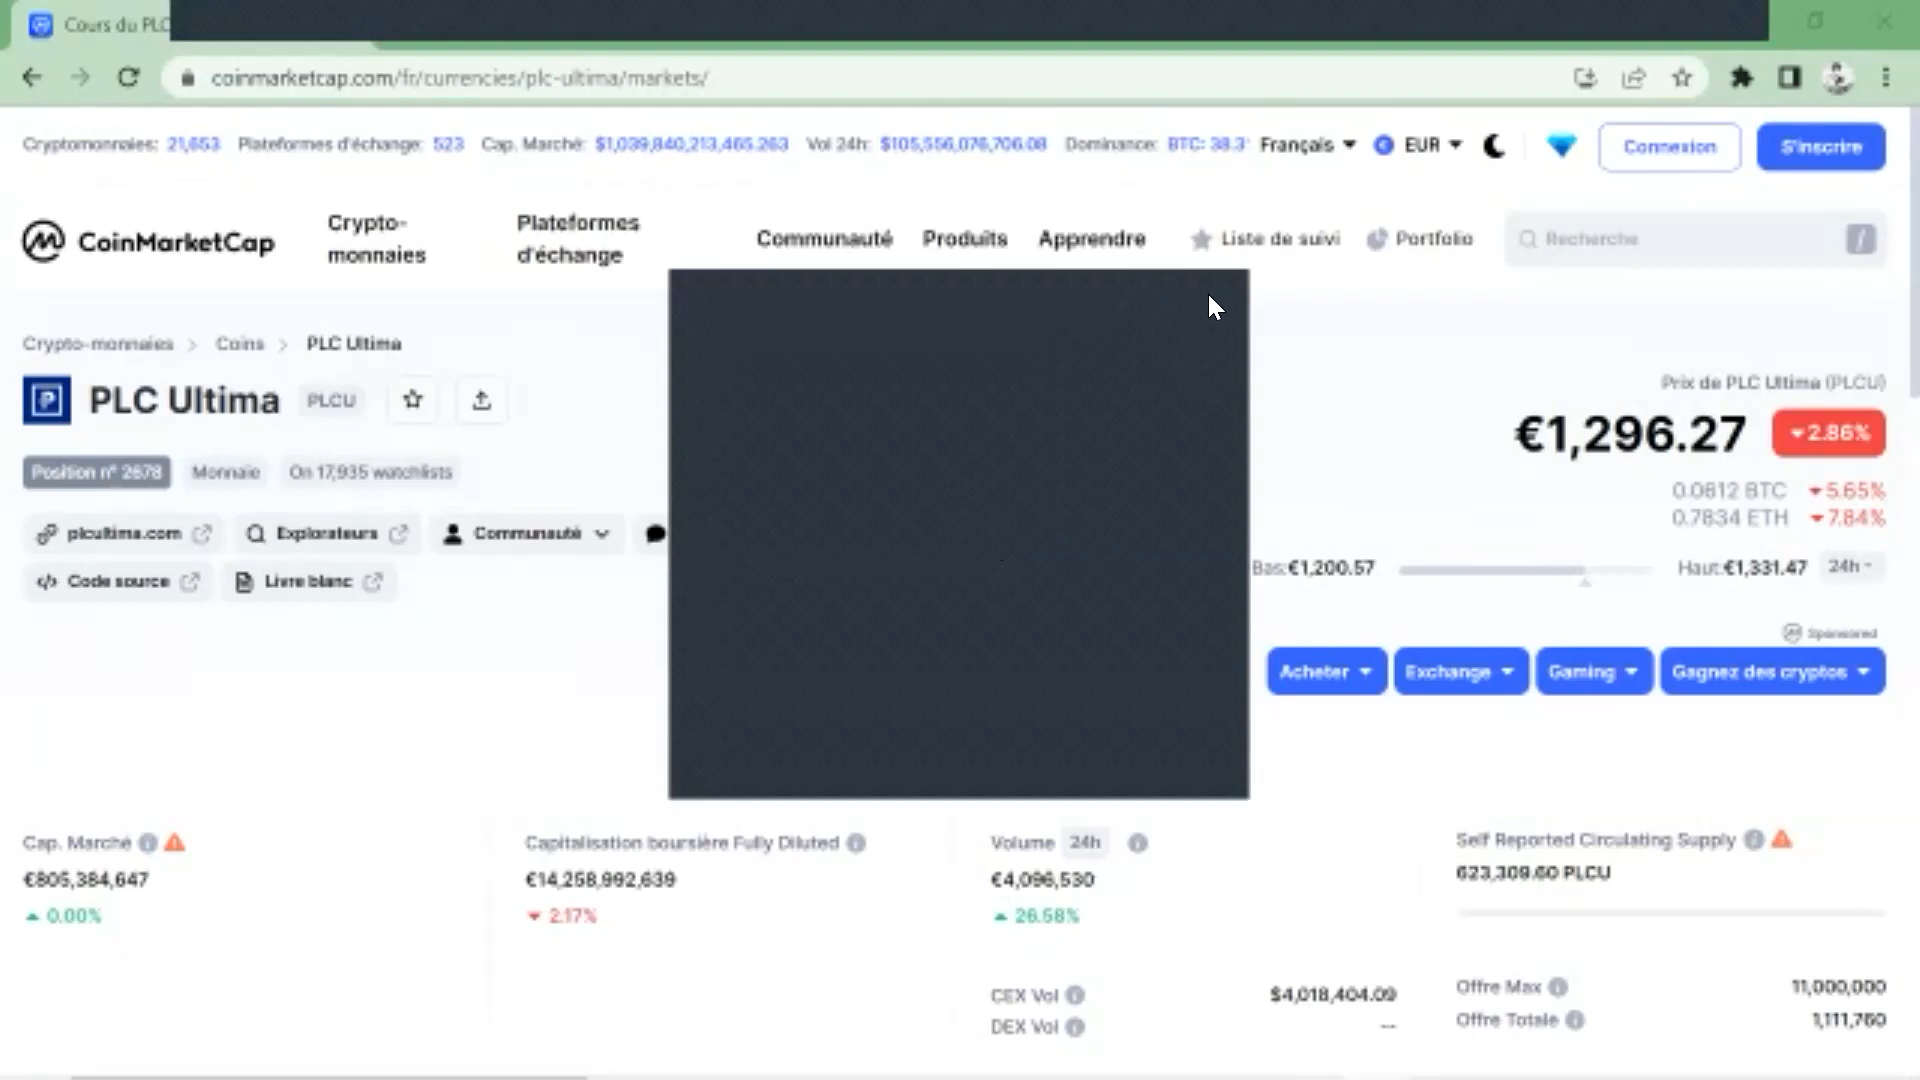 Cours du PLC
coinmarketcap.com/fr/currencies/plc-ultima/markets/
Cryptomonnaies: 21,653 Plateformes d'échange: 523 Cap. Marché: $1,039,840,213,465.263 Vol 24h: $105,556,076,706.08 Dominance: BTC: 38.3 Français EUR Connexion S'inscrire
CoinMarketCap Crypto-monnaies Plateformes d'échange Communauté Produits Apprendre Liste de suivi Portfolio Recherche /
Crypto-monnaies > Coins > PLC Ultima
PLC Ultima PLCU
Position n° 2678 Monnaie On 17,935 watchlists
plcultima.com Explorateurs Communauté
Code source Livre blanc
Prix de PLC Ultima (PLCU)
€1,296.27 2.86%
0.0812 BTC 5.65%
0.7834 ETH 7.84%
Bas:€1,200.57 Haut:€1,331.47 24h
Sponsored
Acheter Exchange Gaming Gagnez des cryptos
Cap. Marché
€805,384,647
0.00%
Capitalisation boursière Fully Diluted
€14,258,992,639
2.17%
Volume 24h
€4,096,530
26.58%
CEX Vol $4,018,404.09
DEX Vol --
Self Reported Circulating Supply
623,309.60 PLCU
Offre Max 11,000,000
Offre Totale 1,111,760